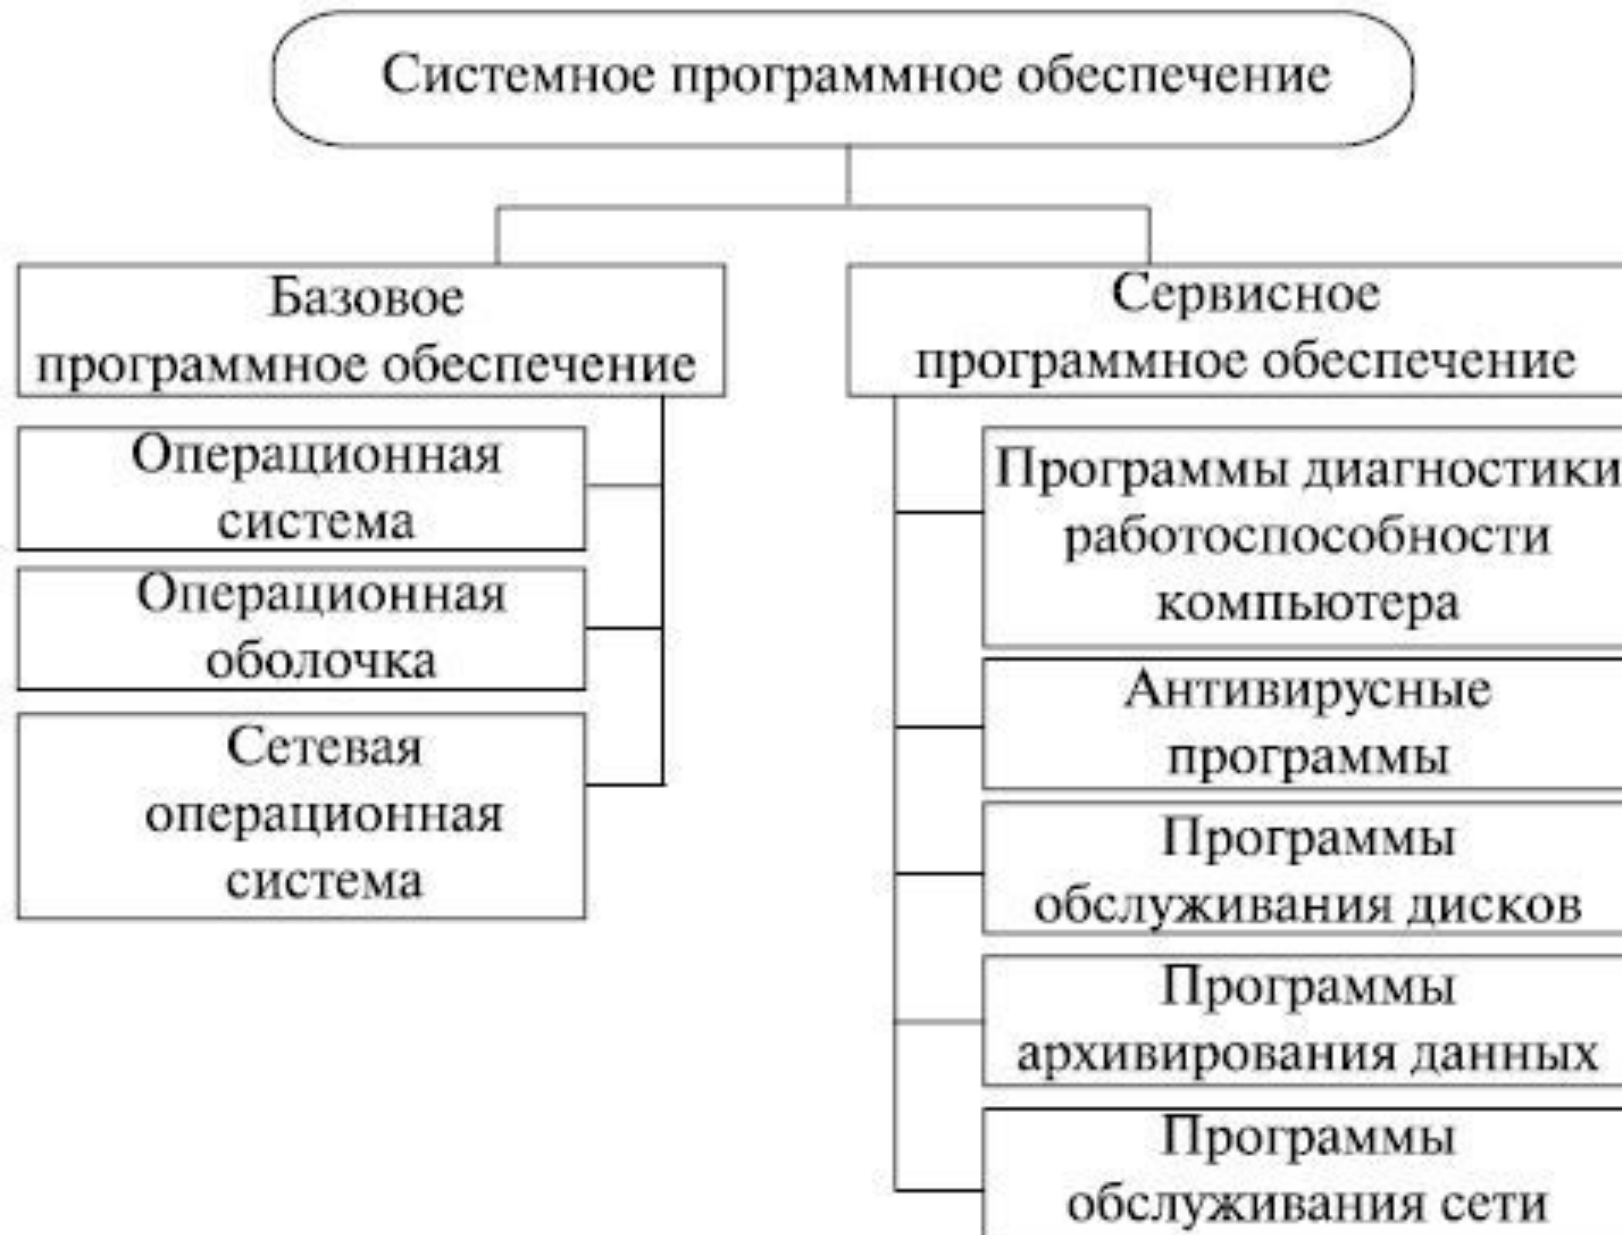 Системное программное обеспечение
Базовое
программное обеспечение
Операционная
система
Операционная
оболочка
Сетевая
операционная
система
Сервисное
программное обеспечение
Программы диагностики
работоспособности
компьютера
Антивирусные
программы
Программы
обслуживания дисков
Программы
архивирования данных
Программы
обслуживания сети